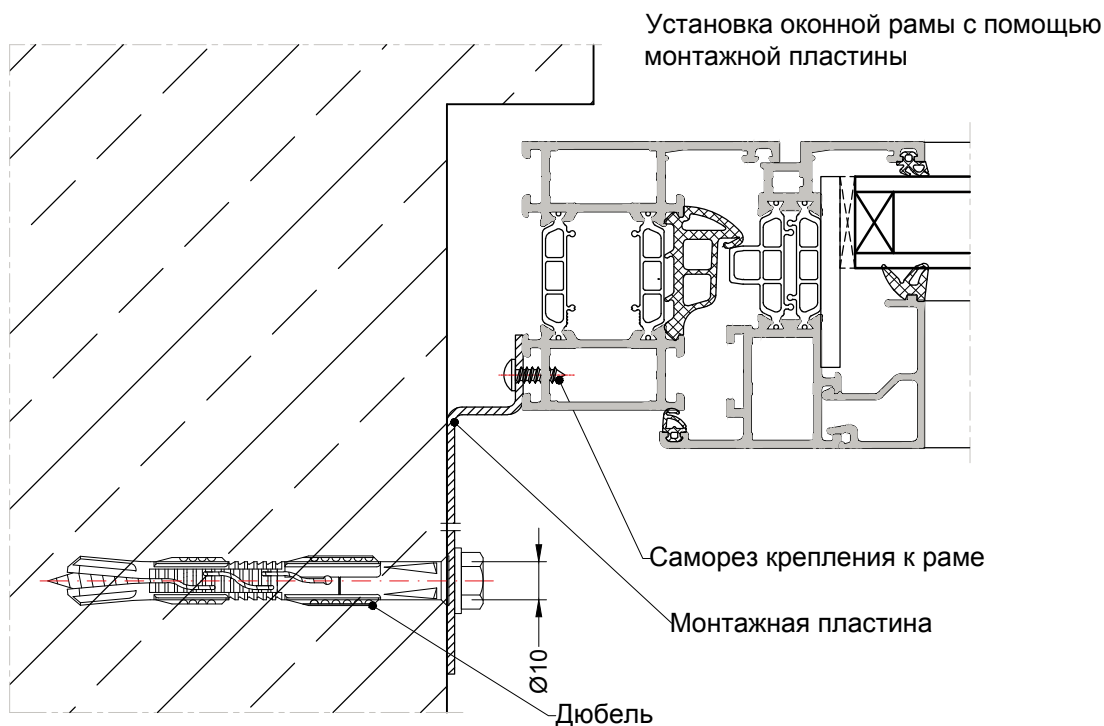 Установка оконной рамы с помощью
монтажной пластины
Саморез крепления к раме
Монтажная пластина
Ø10
Дюбель